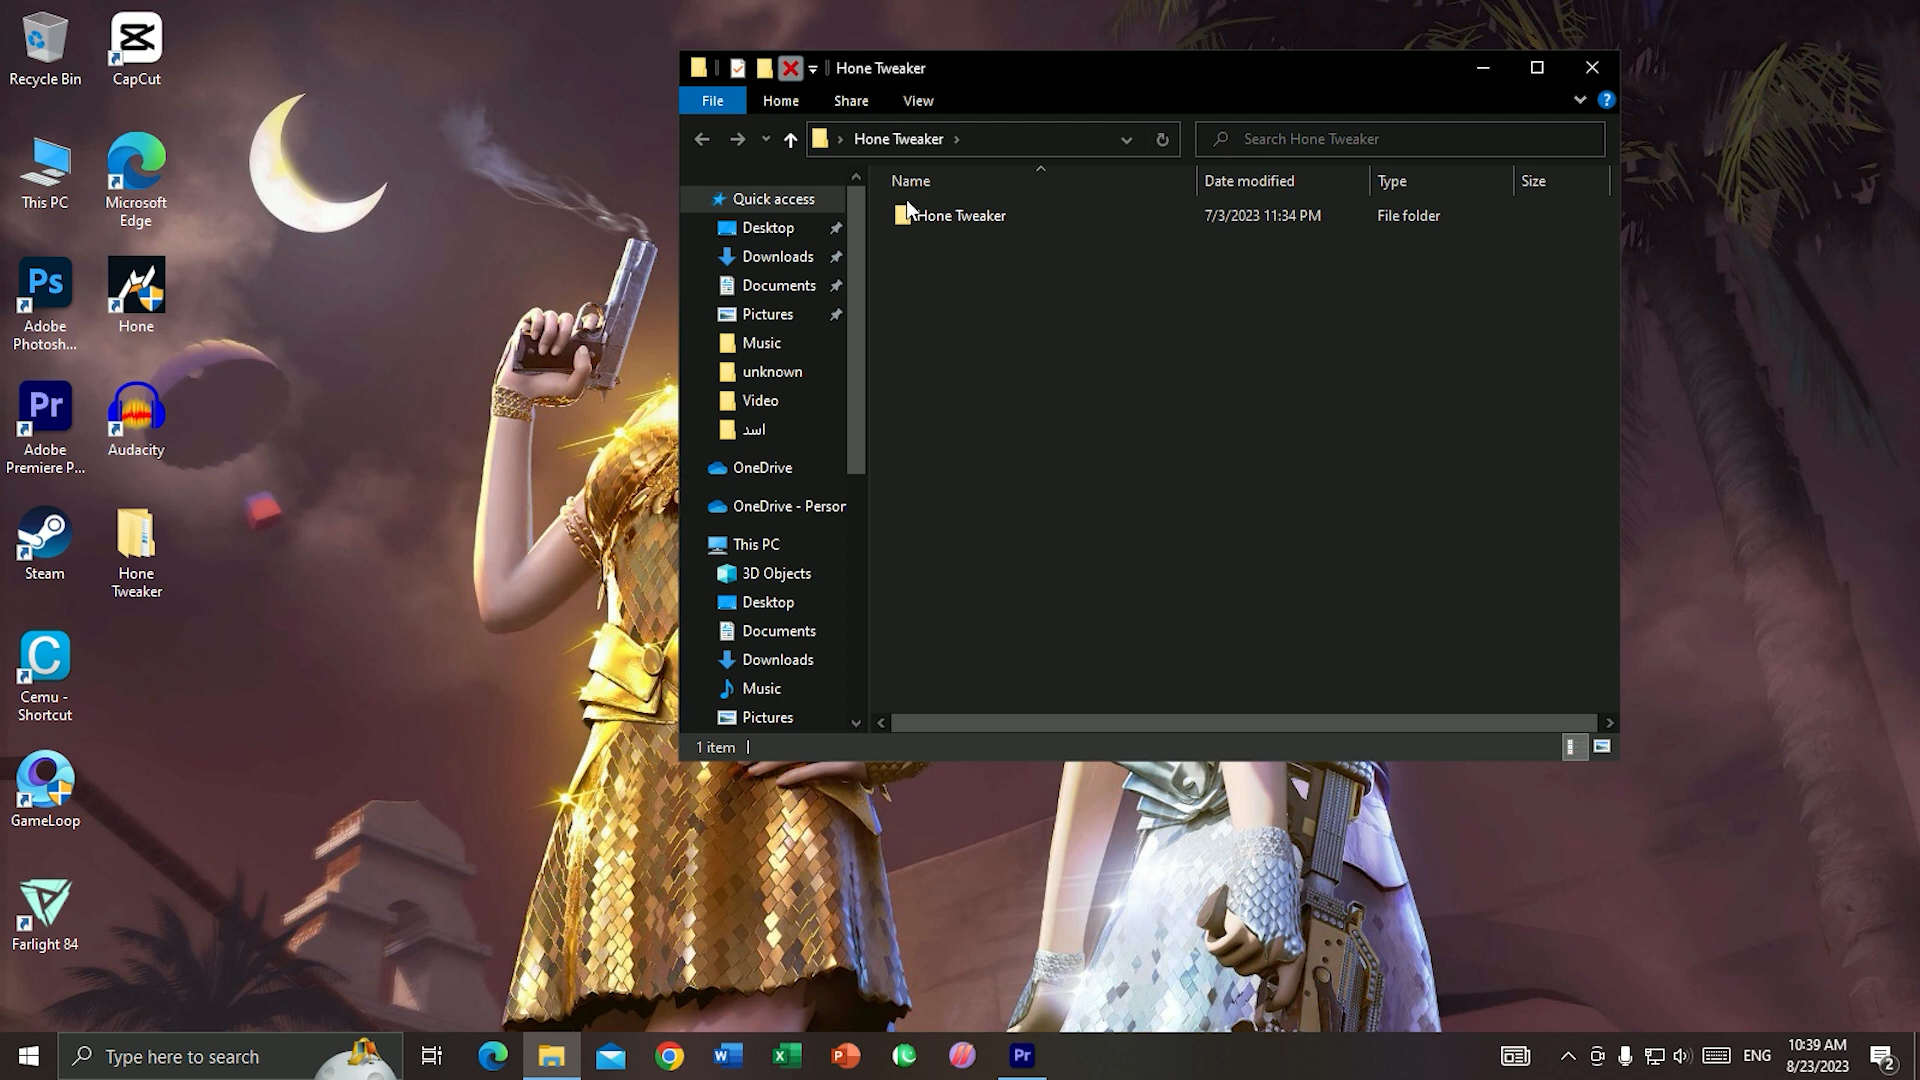 Recycle Bin
CapCut
This PC
Microsoft
Edge
Ps
Adobe
Photosh...
Hone
Pr
Adobe
Premiere P...
Audacity
Steam
Hone
Tweaker
C
Cemu -
Shortcut
GameLoop
Farlight 84
Hone Tweaker
File
Home
Share
View
?
Hone Tweaker
Search Hone Tweaker
Name
Date modified
Type
Size
Hone Tweaker
7/3/2023 11:34 PM
File folder
Quick access
Desktop
Downloads
Documents
Pictures
Music
unknown
Video
اسد
OneDrive
OneDrive - Person
This PC
3D Objects
Desktop
Documents
Downloads
Music
Pictures
1 item
Type here to search
W
X
P
Pr
ENG
10:39 AM
8/23/2023
2